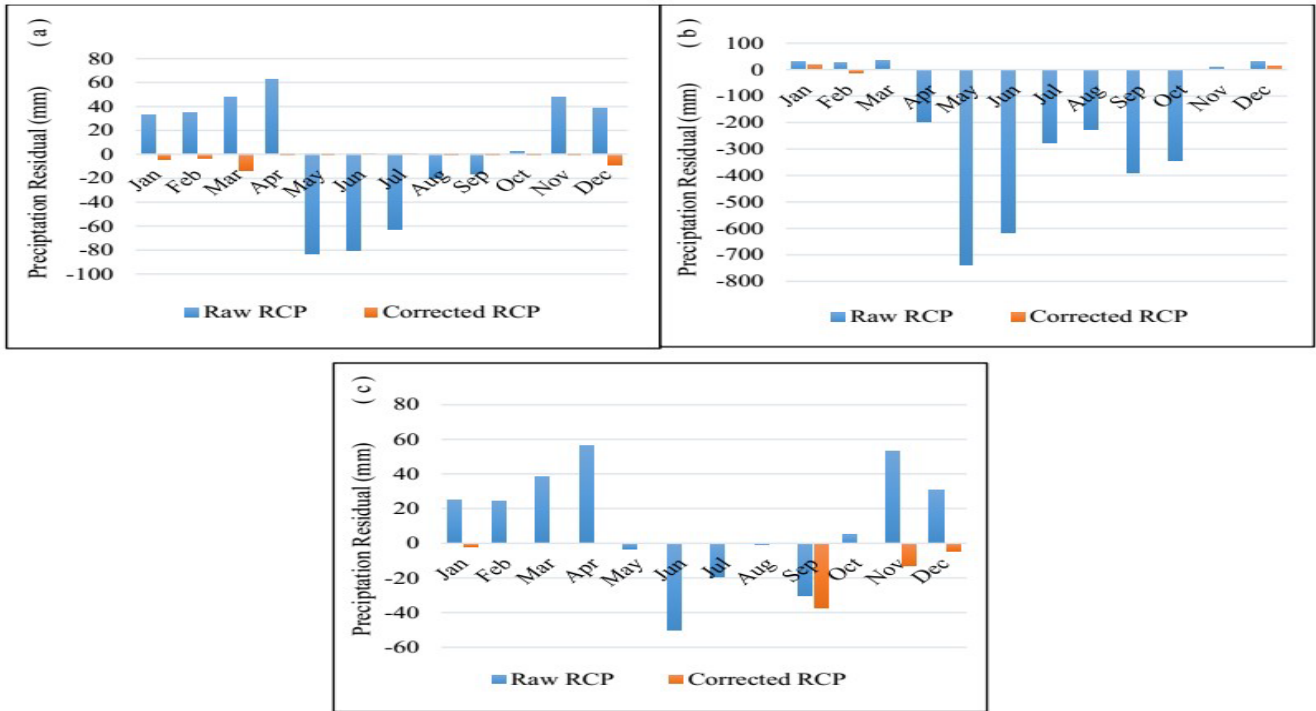 ( a )
Preciptation Residual (mm)
80
60
40
20
0
-20
-40
-60
-80
-100
Jan Feb Mar Apr May Jun Jul Aug Sep Oct Nov Dec
Raw RCP Corrected RCP
( b )
Preciptation Residual (mm)
100
0
-100
-200
-300
-400
-500
-600
-700
-800
Jan Feb Mar Apr May Jun Jul Aug Sep Oct Nov Dec
Raw RCP Corrected RCP
( c )
Preciptation Residual (mm)
80
60
40
20
0
-20
-40
-60
Jan Feb Mar Apr May Jun Jul Aug Sep Oct Nov Dec
Raw RCP Corrected RCP